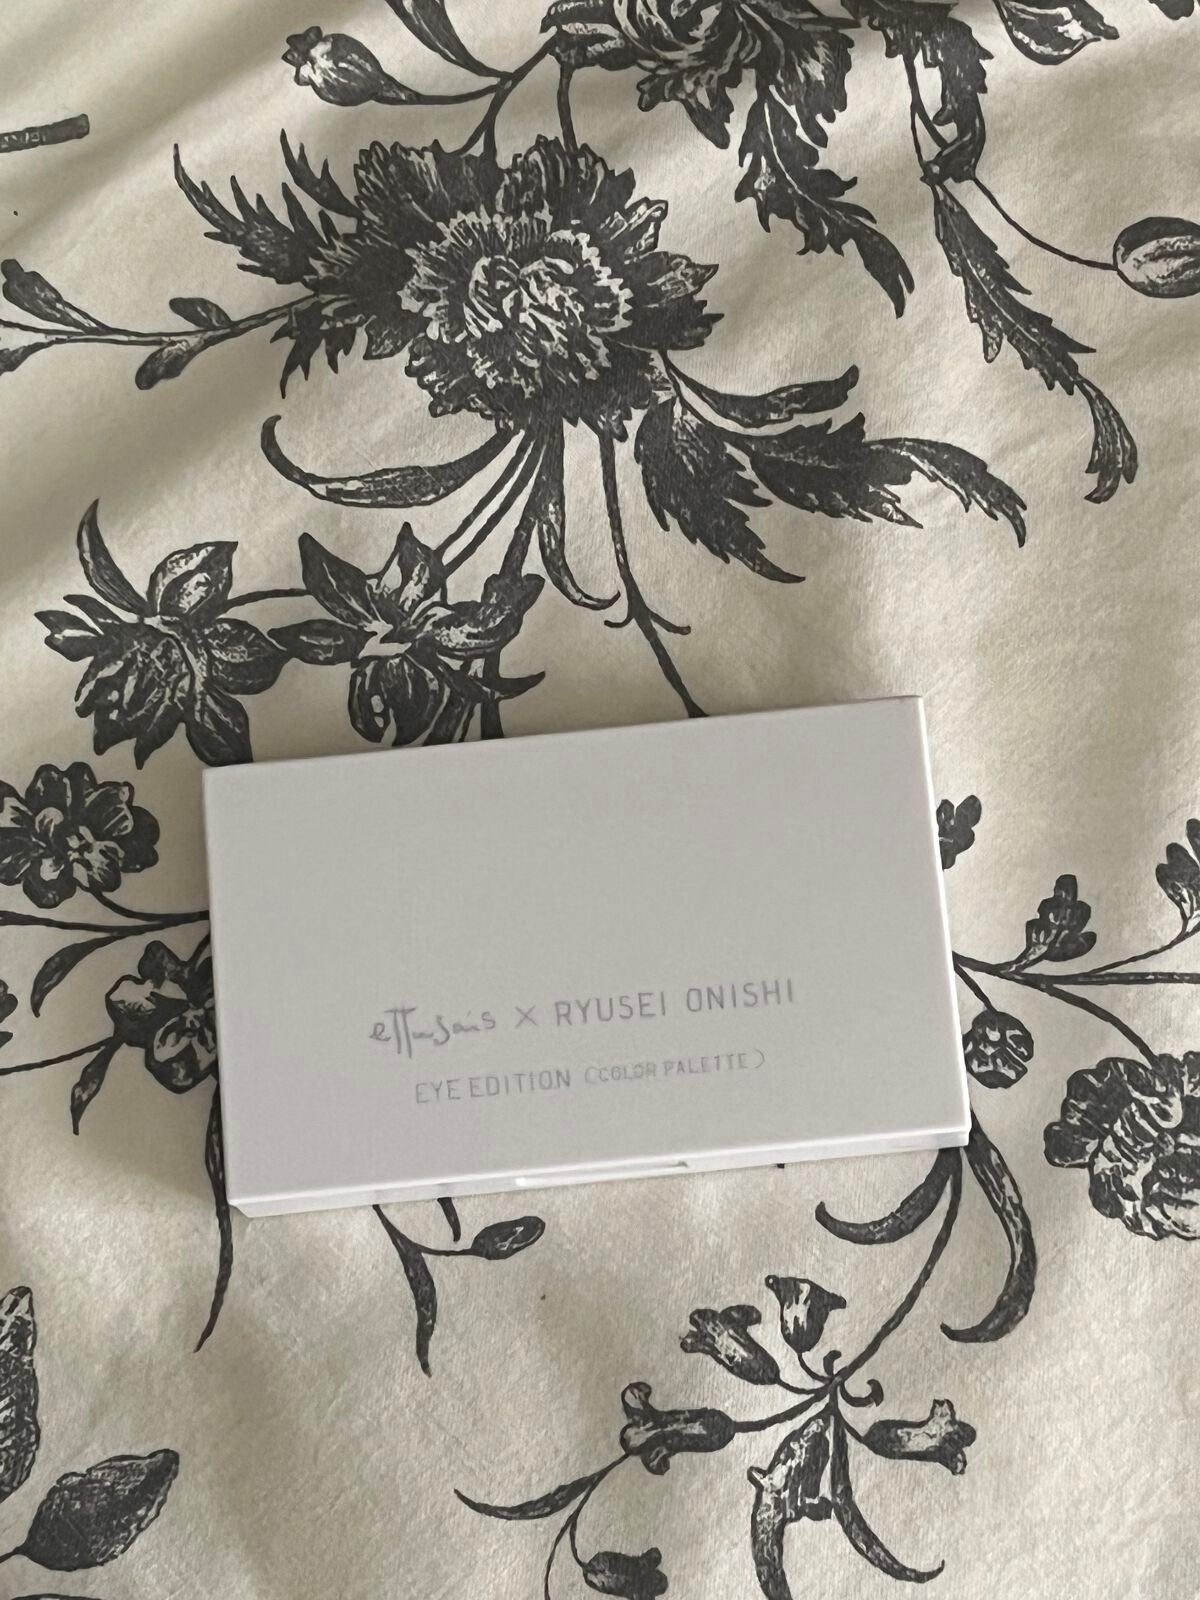 ettusais × RYUSEI ONISHI
EYE EDITION (COLOR PALETTE)